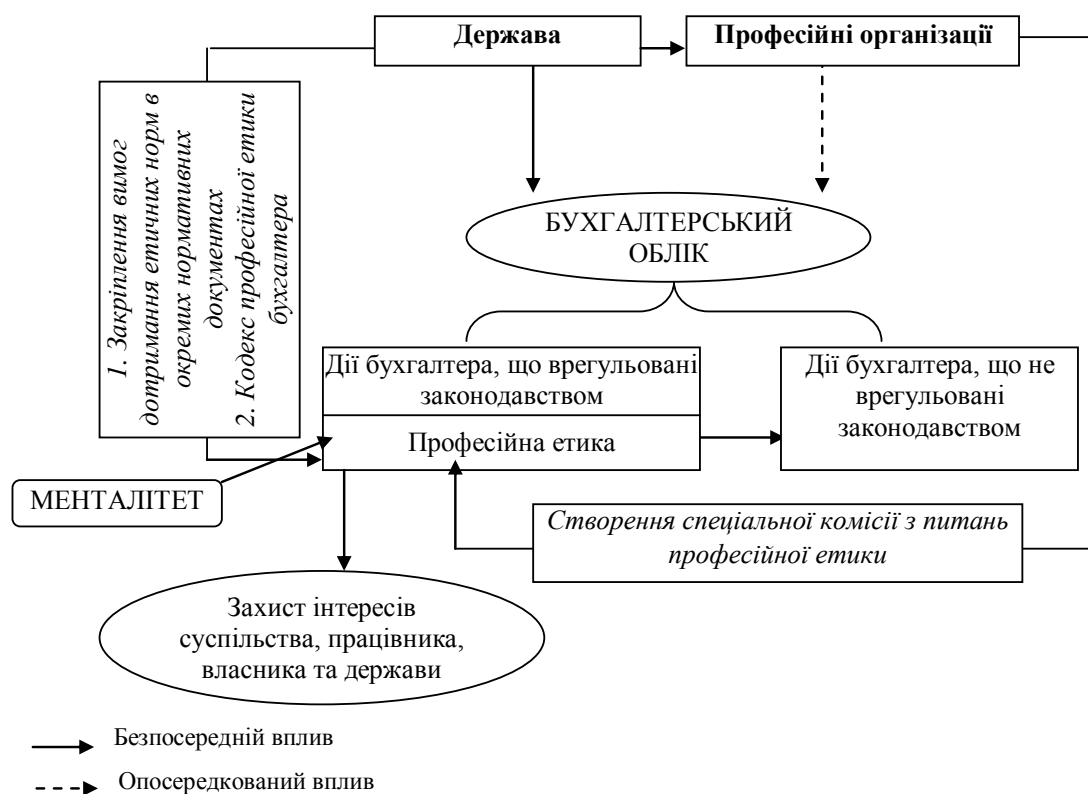 Держава
Професійні організації
1. Закріплення вимог
дотримання етичних норм в
окремих нормативних
документах
2. Кодекс професійної етики
бухгалтера
БУХГАЛТЕРСЬКИЙ
ОБЛІК
Дії бухгалтера, що врегульовані
законодавством
Професійна етика
Дії бухгалтера, що не
врегульовані
законодавством
МЕНТАЛІТЕТ
Створення спеціальної комісії з питань
професійної етики
Захист інтересів
суспільства, працівника,
власника та держави
Безпосередній вплив
Опосередкований вплив